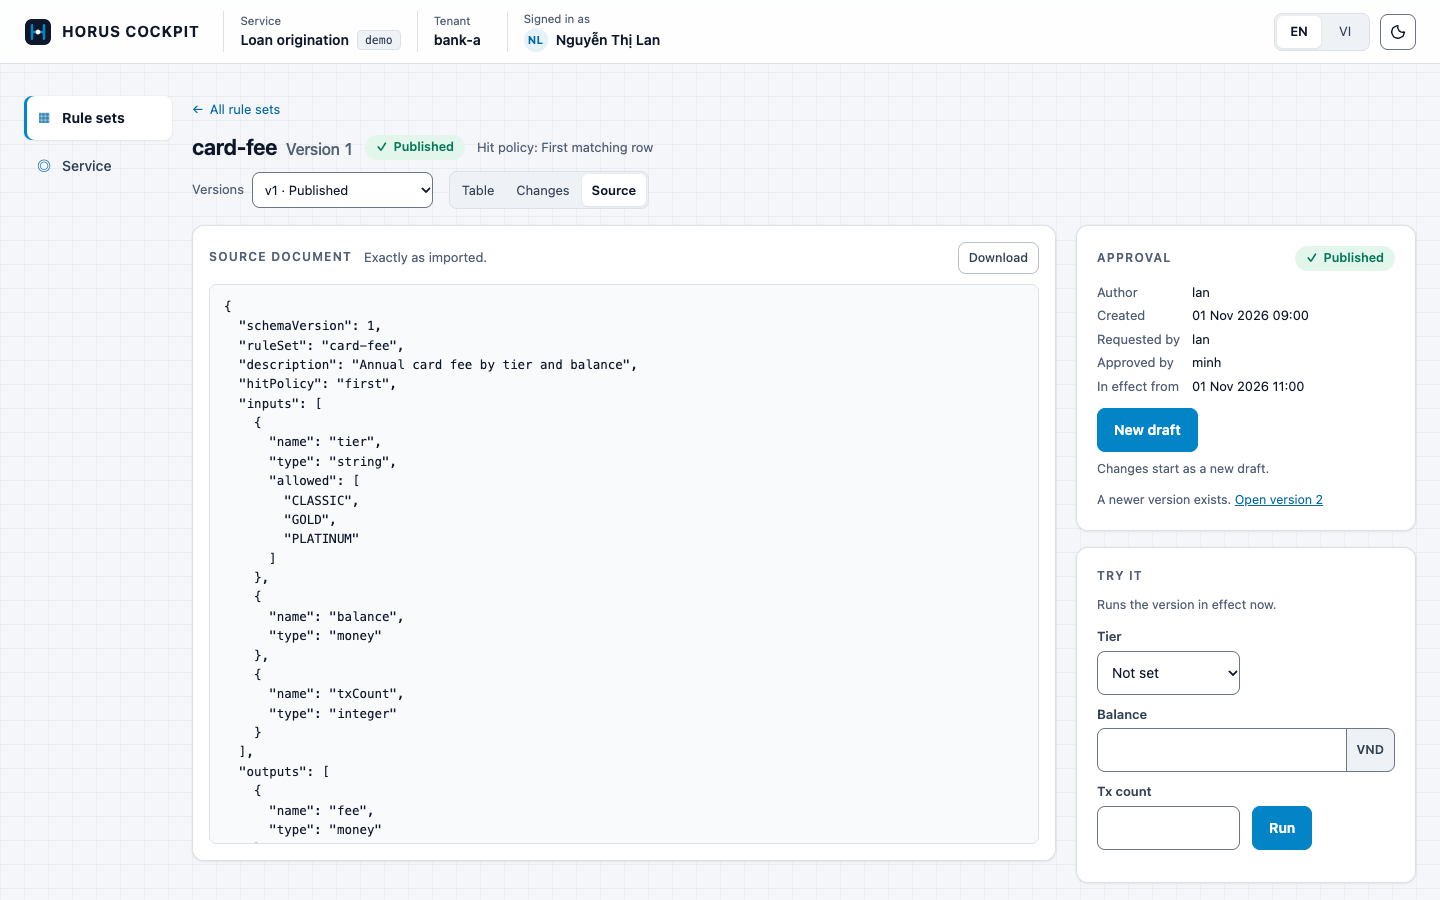 HORUS COCKPIT
Service
Loan origination demo
Tenant
bank-a
Signed in as
NL Nguyễn Thị Lan
EN VI
Rule sets
Service
← All rule sets
card-fee Version 1 ✓ Published Hit policy: First matching row
Versions v1 · Published Table Changes Source
SOURCE DOCUMENT Exactly as imported. Download
{
  "schemaVersion": 1,
  "ruleSet": "card-fee",
  "description": "Annual card fee by tier and balance",
  "hitPolicy": "first",
  "inputs": [
    {
      "name": "tier",
      "type": "string",
      "allowed": [
        "CLASSIC",
        "GOLD",
        "PLATINUM"
      ]
    },
    {
      "name": "balance",
      "type": "money"
    },
    {
      "name": "txCount",
      "type": "integer"
    }
  ],
  "outputs": [
    {
      "name": "fee",
      "type": "money"
APPROVAL ✓ Published
Author lan
Created 01 Nov 2026 09:00
Requested by lan
Approved by minh
In effect from 01 Nov 2026 11:00
New draft
Changes start as a new draft.
A newer version exists. Open version 2
TRY IT
Runs the version in effect now.
Tier
Not set
Balance
VND
Tx count
Run